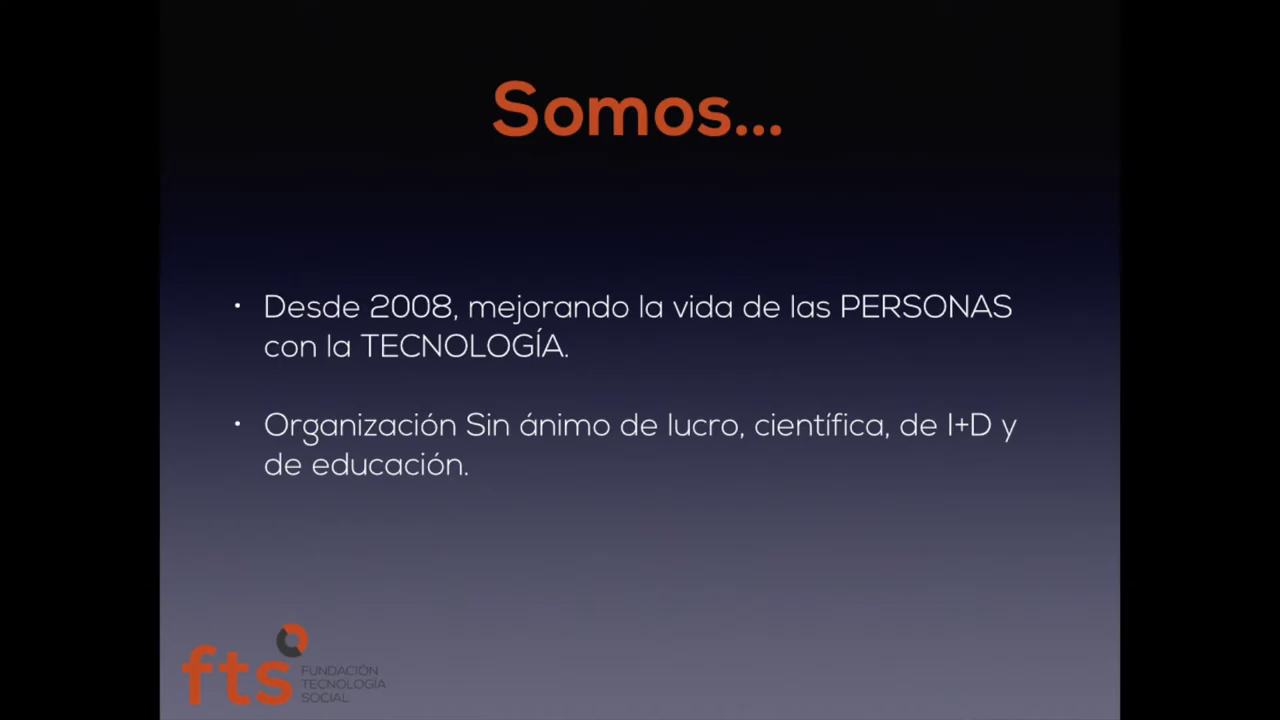 Somos...
• Desde 2008, mejorando la vida de las PERSONAS
con la TECNOLOGÍA.
• Organización Sin ánimo de lucro, científica, de I+D y
de educación.
fts
FUNDACIÓN
TECNOLOGÍA
SOCIAL